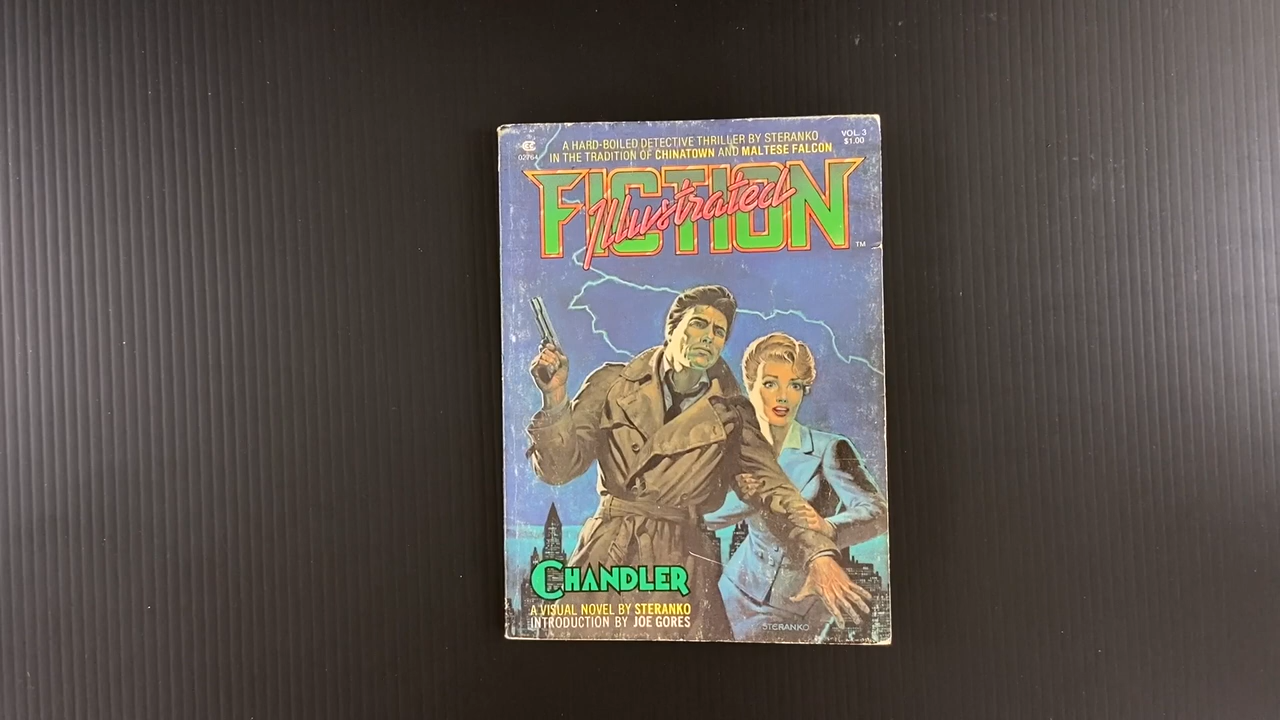 A HARD-BOILED DETECTIVE THRILLER BY STERANKO
IN THE TRADITION OF CHINATOWN AND MALTESE FALCON
VOL. 3
$1.00
02764
FICTION
Illustrated
TM
CHANDLER
A VISUAL NOVEL BY STERANKO
INTRODUCTION BY JOE GORES
STERANKO